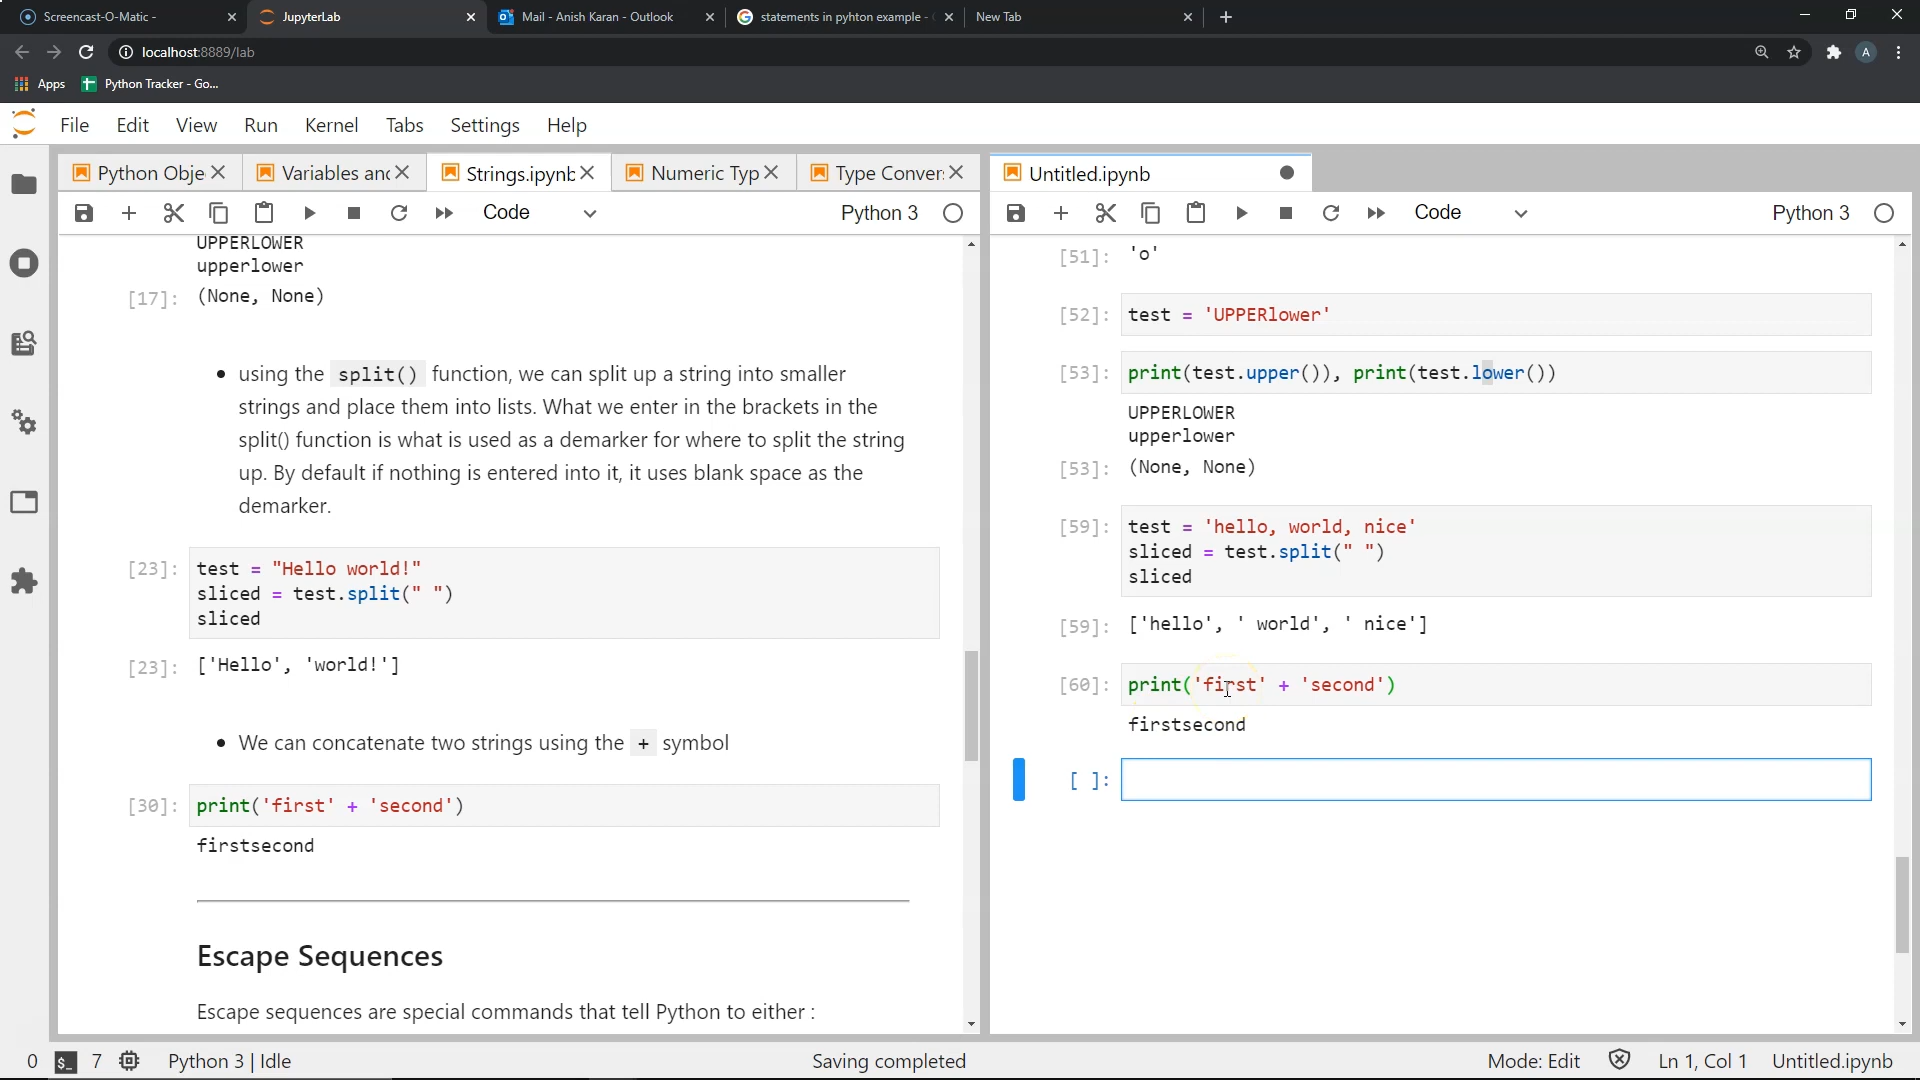 Screencast-O-Matic -
JupyterLab
Mail - Anish Karan - Outlook
statements in pyhton example -
New Tab
localhost:8889/lab
A
Apps
Python Tracker - Go...
File Edit View Run Kernel Tabs Settings Help
Python Obje
Variables anc
Strings.ipynb
Numeric Typ
Type Conver
Untitled.ipynb
Code
Python 3
Code
Python 3
UPPERLOWER
upperlower
[17]: (None, None)
using the split() function, we can split up a string into smaller
strings and place them into lists. What we enter in the brackets in the
split() function is what is used as a demarker for where to split the string
up. By default if nothing is entered into it, it uses blank space as the
demarker.
[23]: test = "Hello world!"
sliced = test.split(" ")
sliced
[23]: ['Hello', 'world!']
We can concatenate two strings using the + symbol
[30]: print('first' + 'second')
firstsecond
Escape Sequences
Escape sequences are special commands that tell Python to either :
[51]: 'o'
[52]: test = 'UPPERlower'
[53]: print(test.upper()), print(test.lower())
UPPERLOWER
upperlower
[53]: (None, None)
[59]: test = 'hello, world, nice'
sliced = test.split(" ")
sliced
[59]: ['hello', ' world', ' nice']
[60]: print('first' + 'second')
firstsecond
[ ]:
0 $_ 7 Python 3 | Idle
Saving completed
Mode: Edit
Ln 1, Col 1
Untitled.ipynb